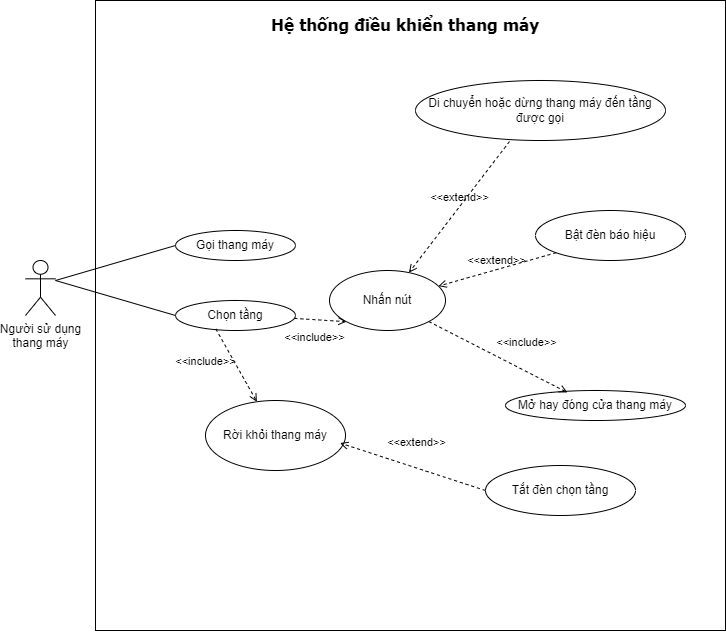 Hệ thống điều khiển thang máy
Di chuyển hoặc dừng thang máy đến tầng
được gọi
<<extend>>
Gọi thang máy
Bật đèn báo hiệu
<<extend>>
Nhấn nút
Chọn tầng
Người sử dụng
thang máy
<<include>>
<<include>>
<<include>>
Mở hay đóng cửa thang máy
Rời khỏi thang máy
<<extend>>
Tắt đèn chọn tầng